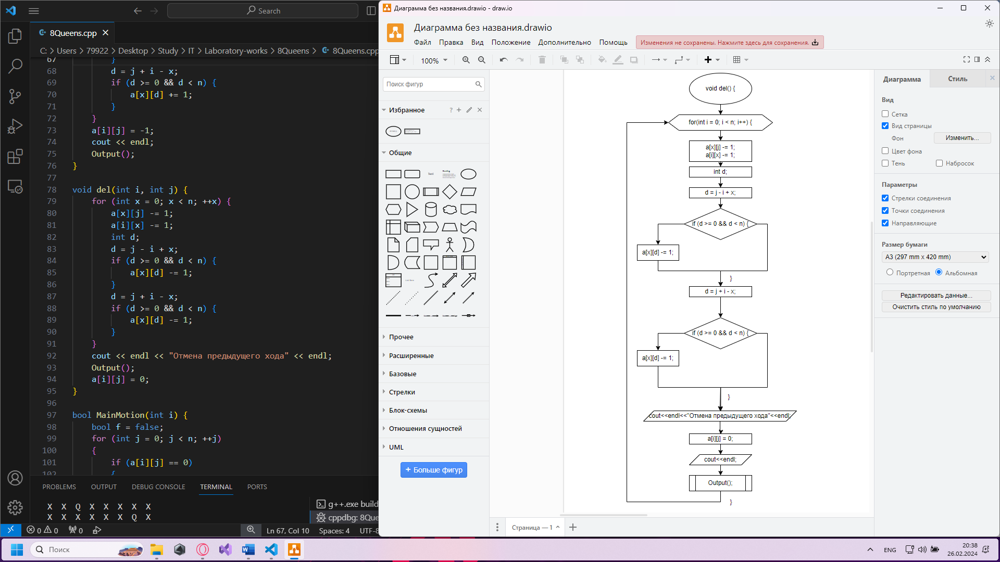 Search
8Queens.cpp
C: > Users > 79922 > Desktop > Study > IT > Laboratory-works > 8Queens > 8Queens.cpp
67 }
68 d = j + i - x;
69 if (d >= 0 && d < n) {
70 a[x][d] += 1;
71 }
72 }
73 a[i][j] = -1;
74 cout << endl;
75 Output();
76 }
77
78 void del(int i, int j) {
79 for (int x = 0; x < n; ++x) {
80 a[x][j] -= 1;
81 a[i][x] -= 1;
82 int d;
83 d = j - i + x;
84 if (d >= 0 && d < n) {
85 a[x][d] -= 1;
86 }
87 d = j + i - x;
88 if (d >= 0 && d < n) {
89 a[x][d] -= 1;
90 }
91 }
92 cout << endl << "Отмена предыдущего хода" << endl;
93 Output();
94 a[i][j] = 0;
95 }
96
97 bool MainMotion(int i) {
98 bool f = false;
99 for (int j = 0; j < n; ++j)
100 {
101 if (a[i][j] == 0)
102 {
PROBLEMS OUTPUT DEBUG CONSOLE TERMINAL PORTS
X X Q X X X X X
X X X X X X Q X
g++.exe build
cppdbg: 8Que
0 0 0 Ln 67, Col 10 Spaces: 4 UTF-8
Диаграмма без названия.drawio - draw.io
Диаграмма без названия.drawio
Файл Правка Вид Положение Дополнительно Помощь
Изменения не сохранены. Нажмите здесь для сохранения.
100%
Поиск фигур
Избранное ?
Общие
Text
Heading
List Item
Прочее
Расширенные
Базовые
Стрелки
Блок-схемы
Отношения сущностей
UML
+ Больше фигур
void del() {
for(int i = 0; i < n; i++) {
a[x][j] -= 1;
a[i][x] -= 1;
int d;
d = j - i + x;
if (d >= 0 && d < n) {
a[x][d] -= 1;
}
d = j + i - x;
if (d >= 0 && d < n) {
a[x][d] -= 1;
}
cout<<endl<<"Отмена предыдущего хода"<<endl;
a[i][j] = 0;
cout<<endl;
Output();
}
Страница — 1
Диаграмма Стиль
Вид
Сетка
Вид страницы
Фон Изменить...
Цвет фона
Тень Набросок
Параметры
Стрелки соединения
Точки соединения
Направляющие
Размер бумаги
A3 (297 mm x 420 mm)
Портретная Альбомная
Редактировать данные...
Очистить стиль по умолчанию
Поиск
ENG
20:38
26.02.2024